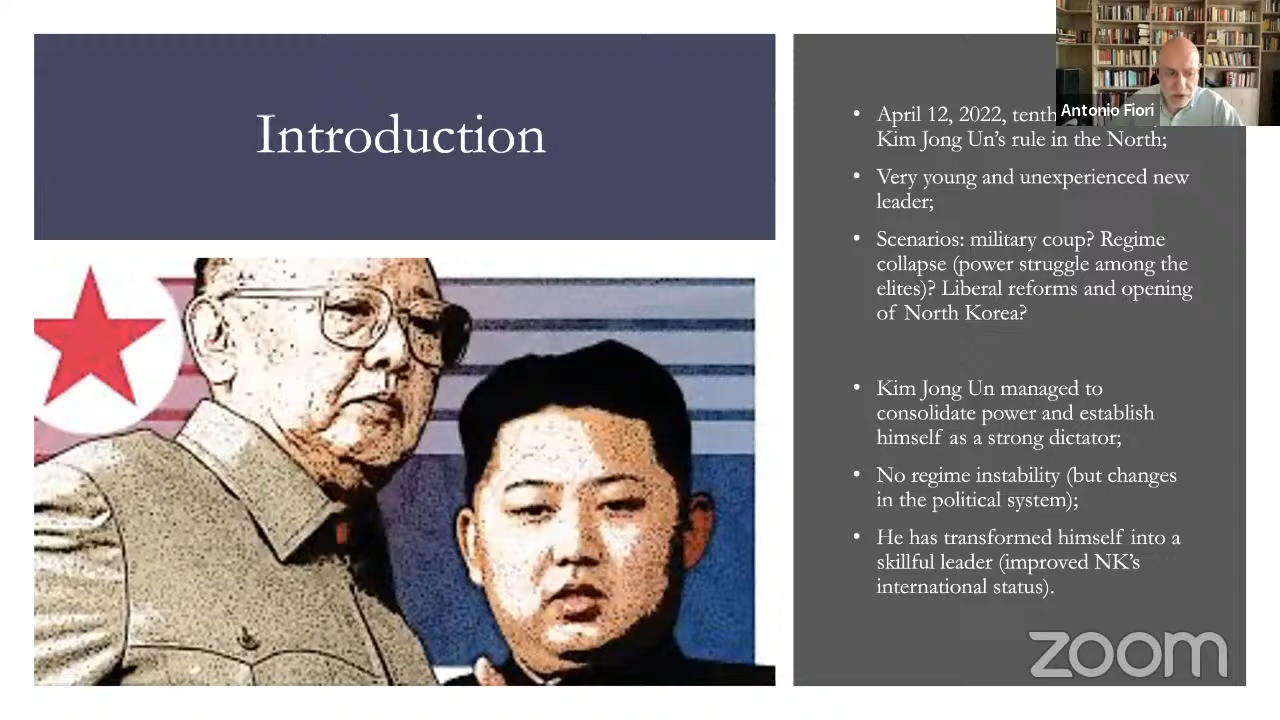 Introduction
• April 12, 2022, tenth
Kim Jong Un's rule in the North;
• Very young and unexperienced new
leader;
• Scenarios: military coup? Regime
collapse (power struggle among the
elites)? Liberal reforms and opening
of North Korea?
• Kim Jong Un managed to
consolidate power and establish
himself as a strong dictator;
• No regime instability (but changes
in the political system);
• He has transformed himself into a
skillful leader (improved NK's
international status).
Antonio Fiori
zoom